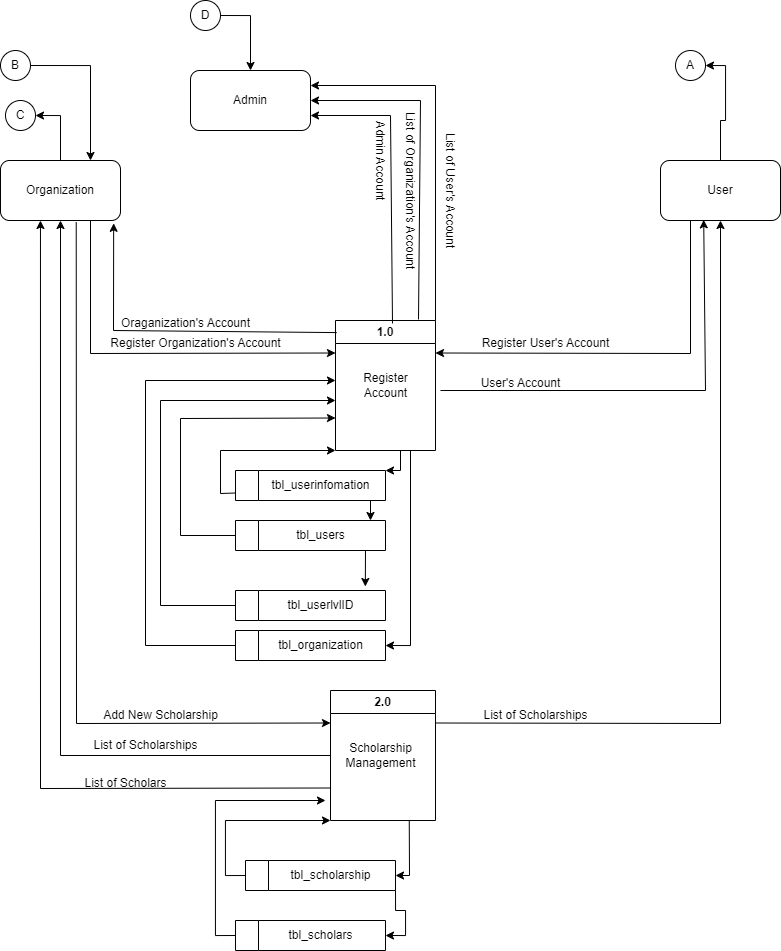 D
B
A
C
Admin
Organization
User
Admin Account
List of Organization's Account
List of User's Account
Oraganization's Account
1.0
Register Organization's Account
Register User's Account
Register
Account
User's Account
tbl_userinfomation
tbl_users
tbl_userlvlID
tbl_organization
2.0
Add New Scholarship
List of Scholarships
List of Scholarships
Scholarship
Management
List of Scholars
tbl_scholarship
tbl_scholars